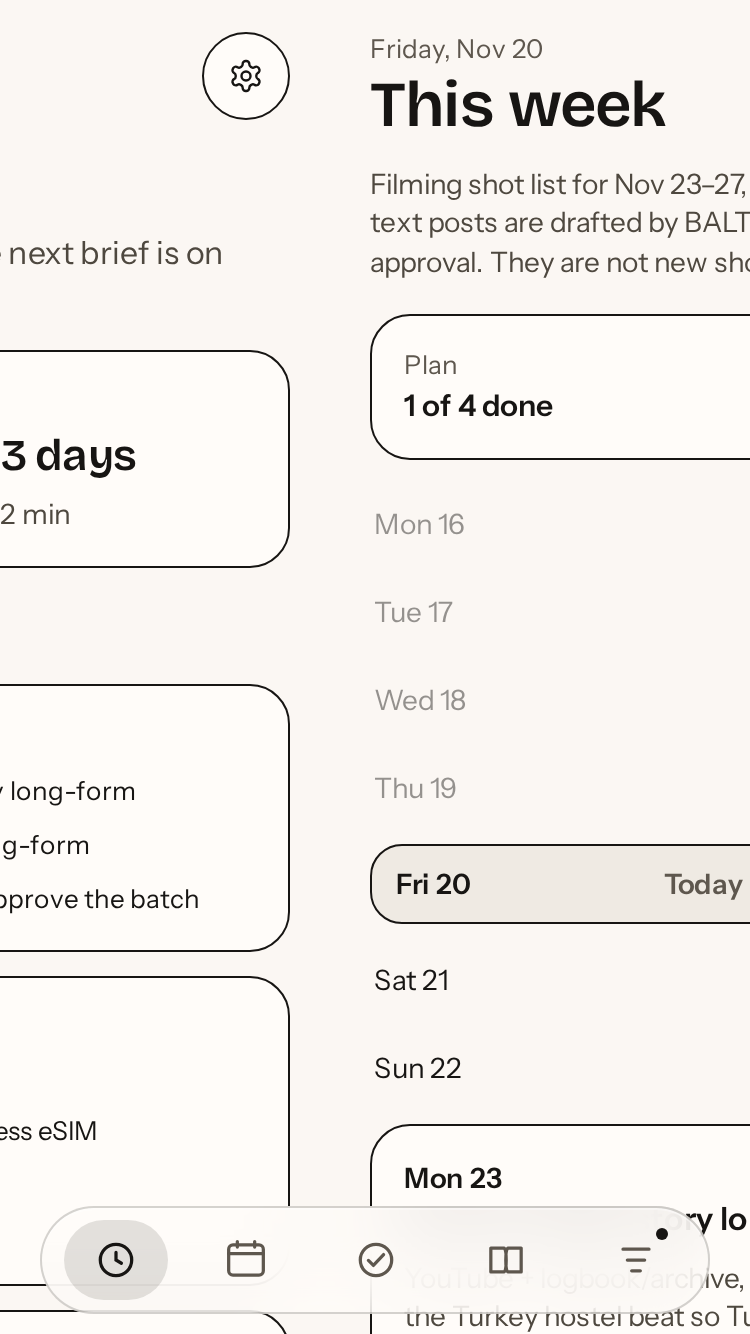 next brief is on
3 days
2 min
long-form
g-form
approve the batch
ess eSIM
Friday, Nov 20
This week
Filming shot list for Nov 23–27,
text posts are drafted by BALT
approval. They are not new sho
Plan
1 of 4 done
Mon 16
Tue 17
Wed 18
Thu 19
Fri 20 Today
Sat 21
Sun 22
Mon 23
ory lo
YouTube + logbook/archive,
the Turkey hostel beat so Tu